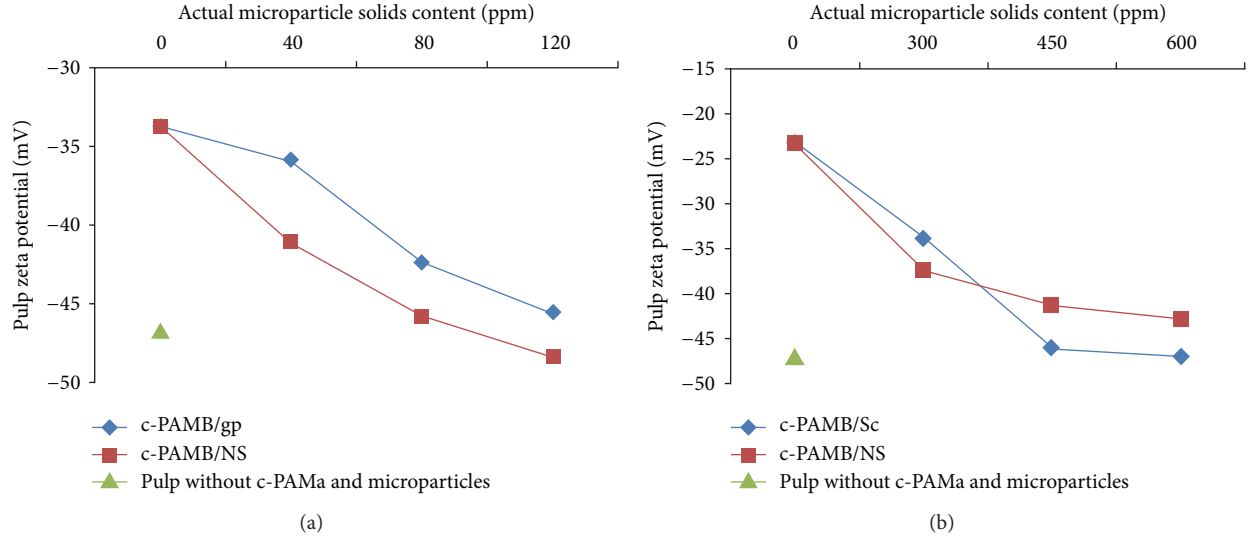 Actual microparticle solids content (ppm)
0 40 80 120
−30
−35
−40
−45
−50
Pulp zeta potential (mV)
c-PAMB/gp
c-PAMB/NS
Pulp without c-PAMa and microparticles
(a)
Actual microparticle solids content (ppm)
0 300 450 600
−15
−20
−25
−30
−35
−40
−45
−50
Pulp zeta potential (mV)
c-PAMB/Sc
c-PAMB/NS
Pulp without c-PAMa and microparticles
(b)